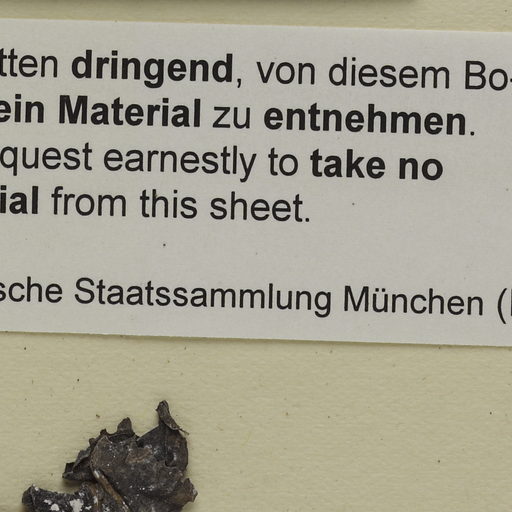 tten dringend, von diesem Bo-
ein Material zu entnehmen.
quest earnestly to take no
ial from this sheet.
sche Staatssammlung München (